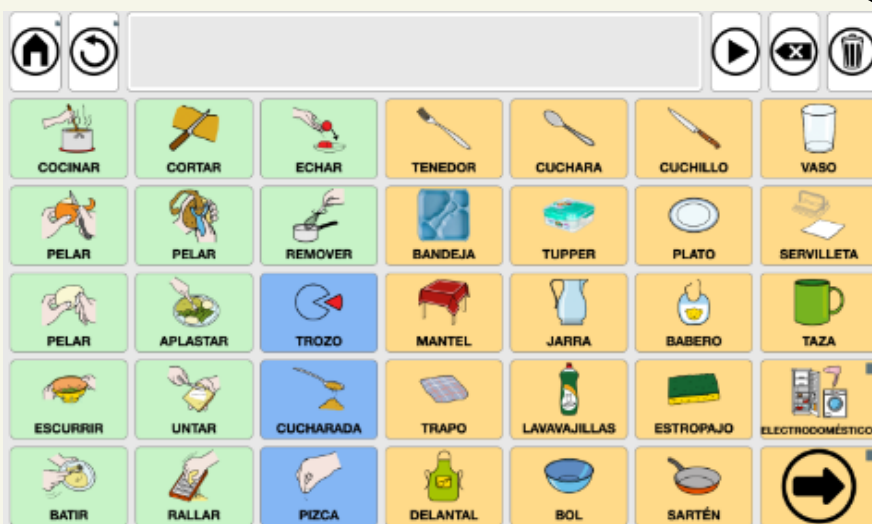 COCINAR
CORTAR
ECHAR
TENEDOR
CUCHARA
CUCHILLO
VASO
PELAR
PELAR
REMOVER
BANDEJA
TUPPER
PLATO
SERVILLETA
PELAR
APLASTAR
TROZO
MANTEL
JARRA
BABERO
TAZA
ESCURRIR
UNTAR
CUCHARADA
TRAPO
LAVAVAJILLAS
ESTROPAJO
ELECTRODOMÉSTICO
BATIR
RALLAR
PIZCA
DELANTAL
BOL
SARTÉN